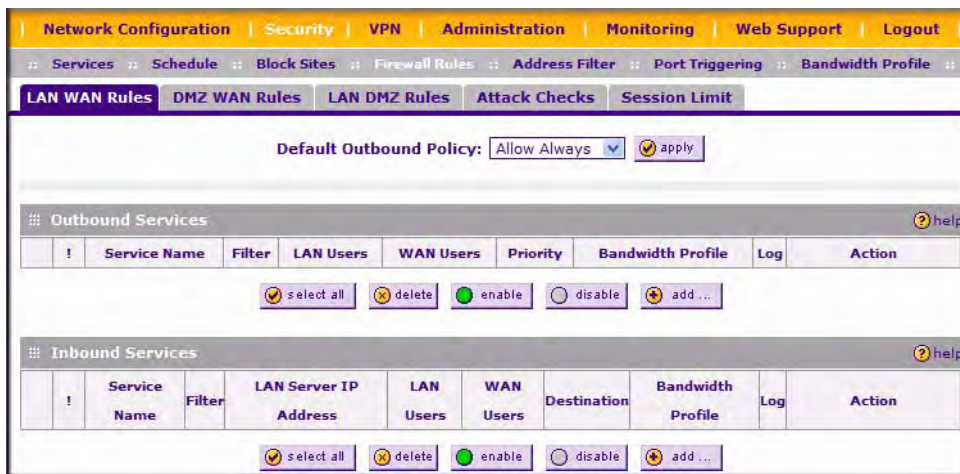 Network Configuration | Security | VPN | Administration | Monitoring | Web Support | Logout
:: Services :: Schedule :: Block Sites :: Firewall Rules :: Address Filter :: Port Triggering :: Bandwidth Profile ::
LAN WAN Rules DMZ WAN Rules LAN DMZ Rules Attack Checks Session Limit
Default Outbound Policy: Allow Always apply
Outbound Services ? help
! Service Name Filter LAN Users WAN Users Priority Bandwidth Profile Log Action
select all delete enable disable add ...
Inbound Services ? help
! Service Name Filter LAN Server IP Address LAN Users WAN Users Destination Bandwidth Profile Log Action
select all delete enable disable add ...